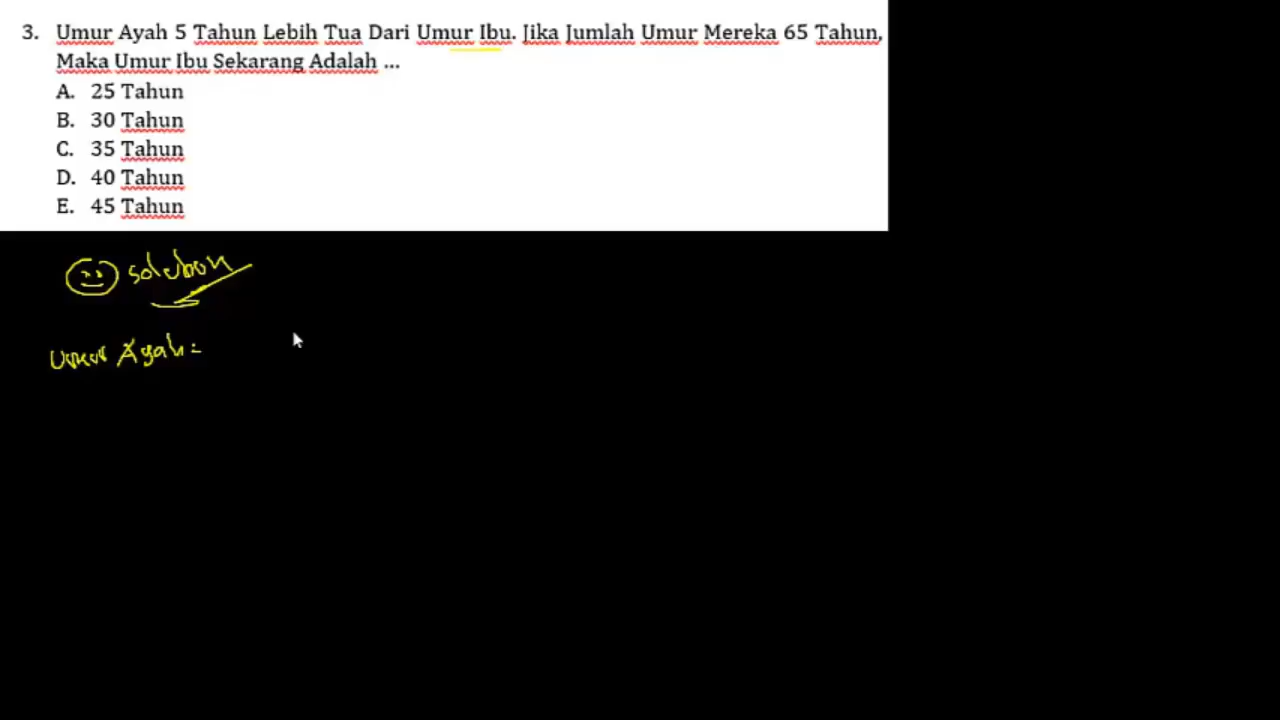 3. Umur Ayah 5 Tahun Lebih Tua Dari Umur Ibu. Jika Jumlah Umur Mereka 65 Tahun,
Maka Umur Ibu Sekarang Adalah ...
A. 25 Tahun
B. 30 Tahun
C. 35 Tahun
D. 40 Tahun
E. 45 Tahun
solution
Umur Ayah =